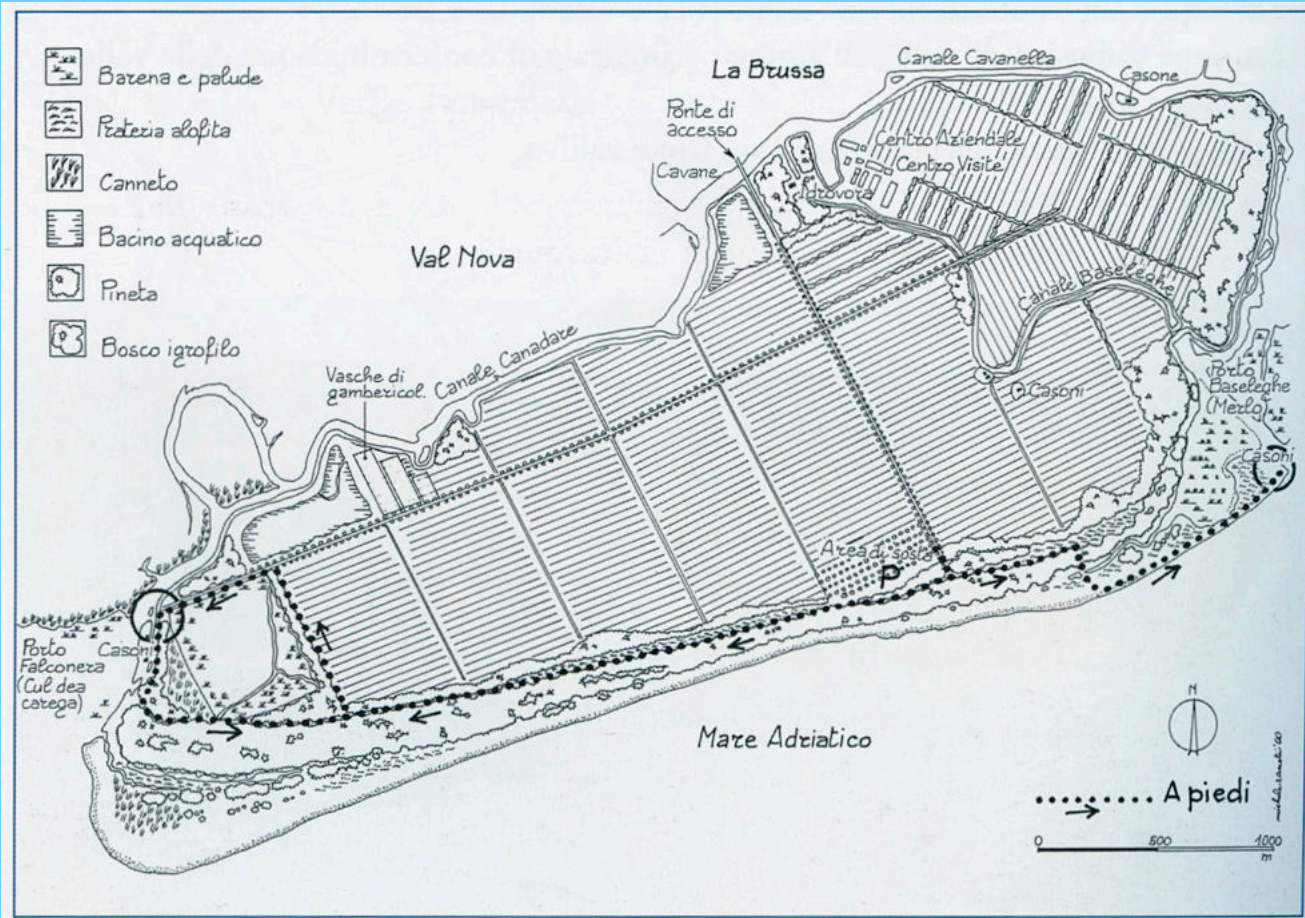 Barena e palude
Prateria alofita
Canneto
Bacino acquatico
Pineta
Bosco igrofilo
La Brussa
Canale Cavanella
Casone
Ponte di
accesso
Cavane
Centro Aziendale
Centro Visite
Idrovora
Val Nova
Canale Baseleghe
Vasche di
gambericol.
Canale Canadare
Casoni
Porto
Baseleghe
(Merlo)
Casoni
Area di sosta
P
Porto
Falconera
(Cul dea
carega)
Casoni
Mare Adriatico
N
A piedi
0 500 1000
m